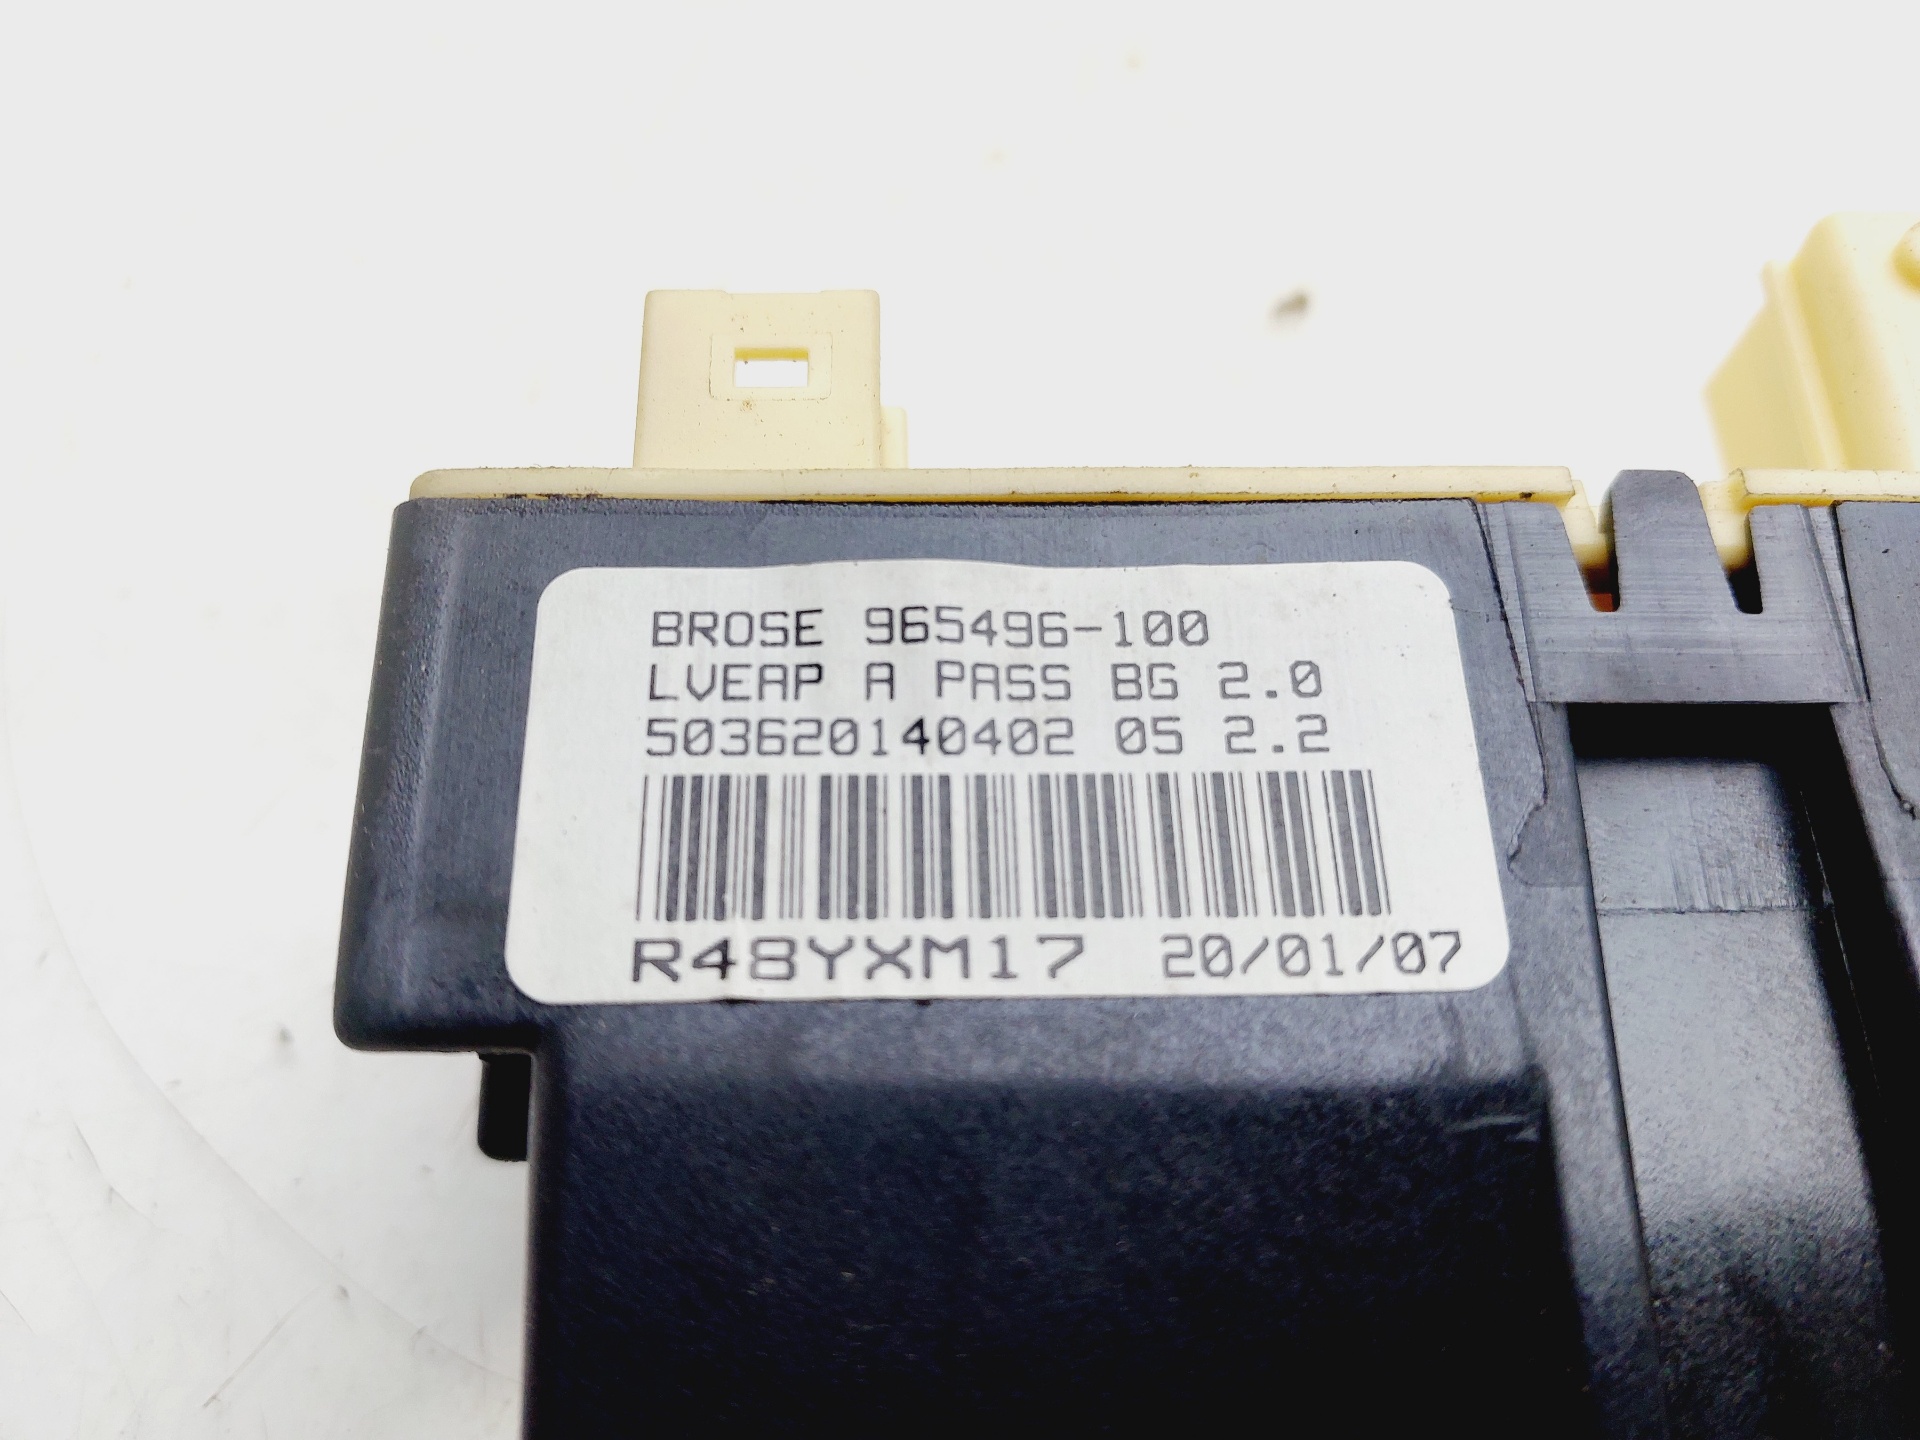 BROSE 965496-100
LVEAP A PASS BG 2.0
503620140402 05 2.2
R48YXM17 20/01/07